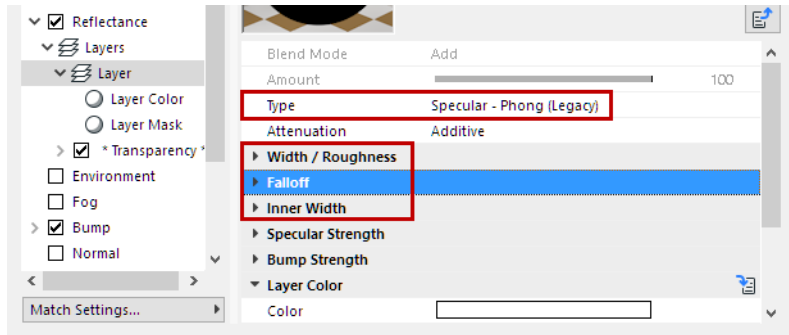 Reflectance
Layers
Layer
Layer Color
Layer Mask
* Transparency *
Environment
Fog
Bump
Normal
Match Settings...
Blend Mode Add
Amount 100
Type Specular - Phong (Legacy)
Attenuation Additive
Width / Roughness
Falloff
Inner Width
Specular Strength
Bump Strength
Layer Color
Color